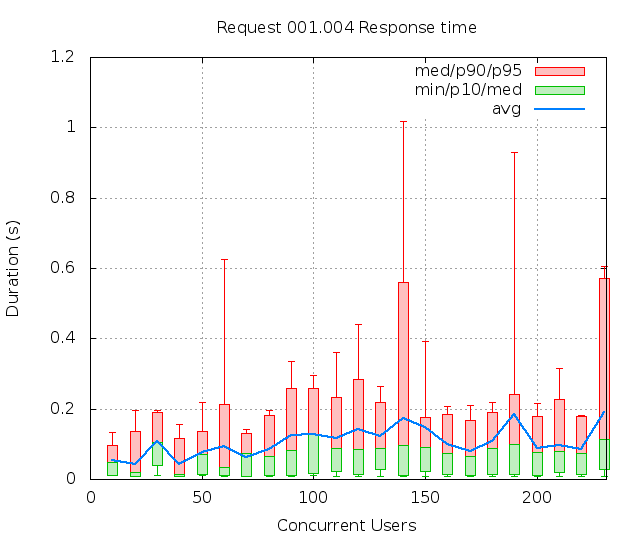 Request 001.004 Response time
1.2
1
0.8
0.6
0.4
0.2
0
med/p90/p95
min/p10/med
avg
Duration (s)
0 50 100 150 200
Concurrent Users